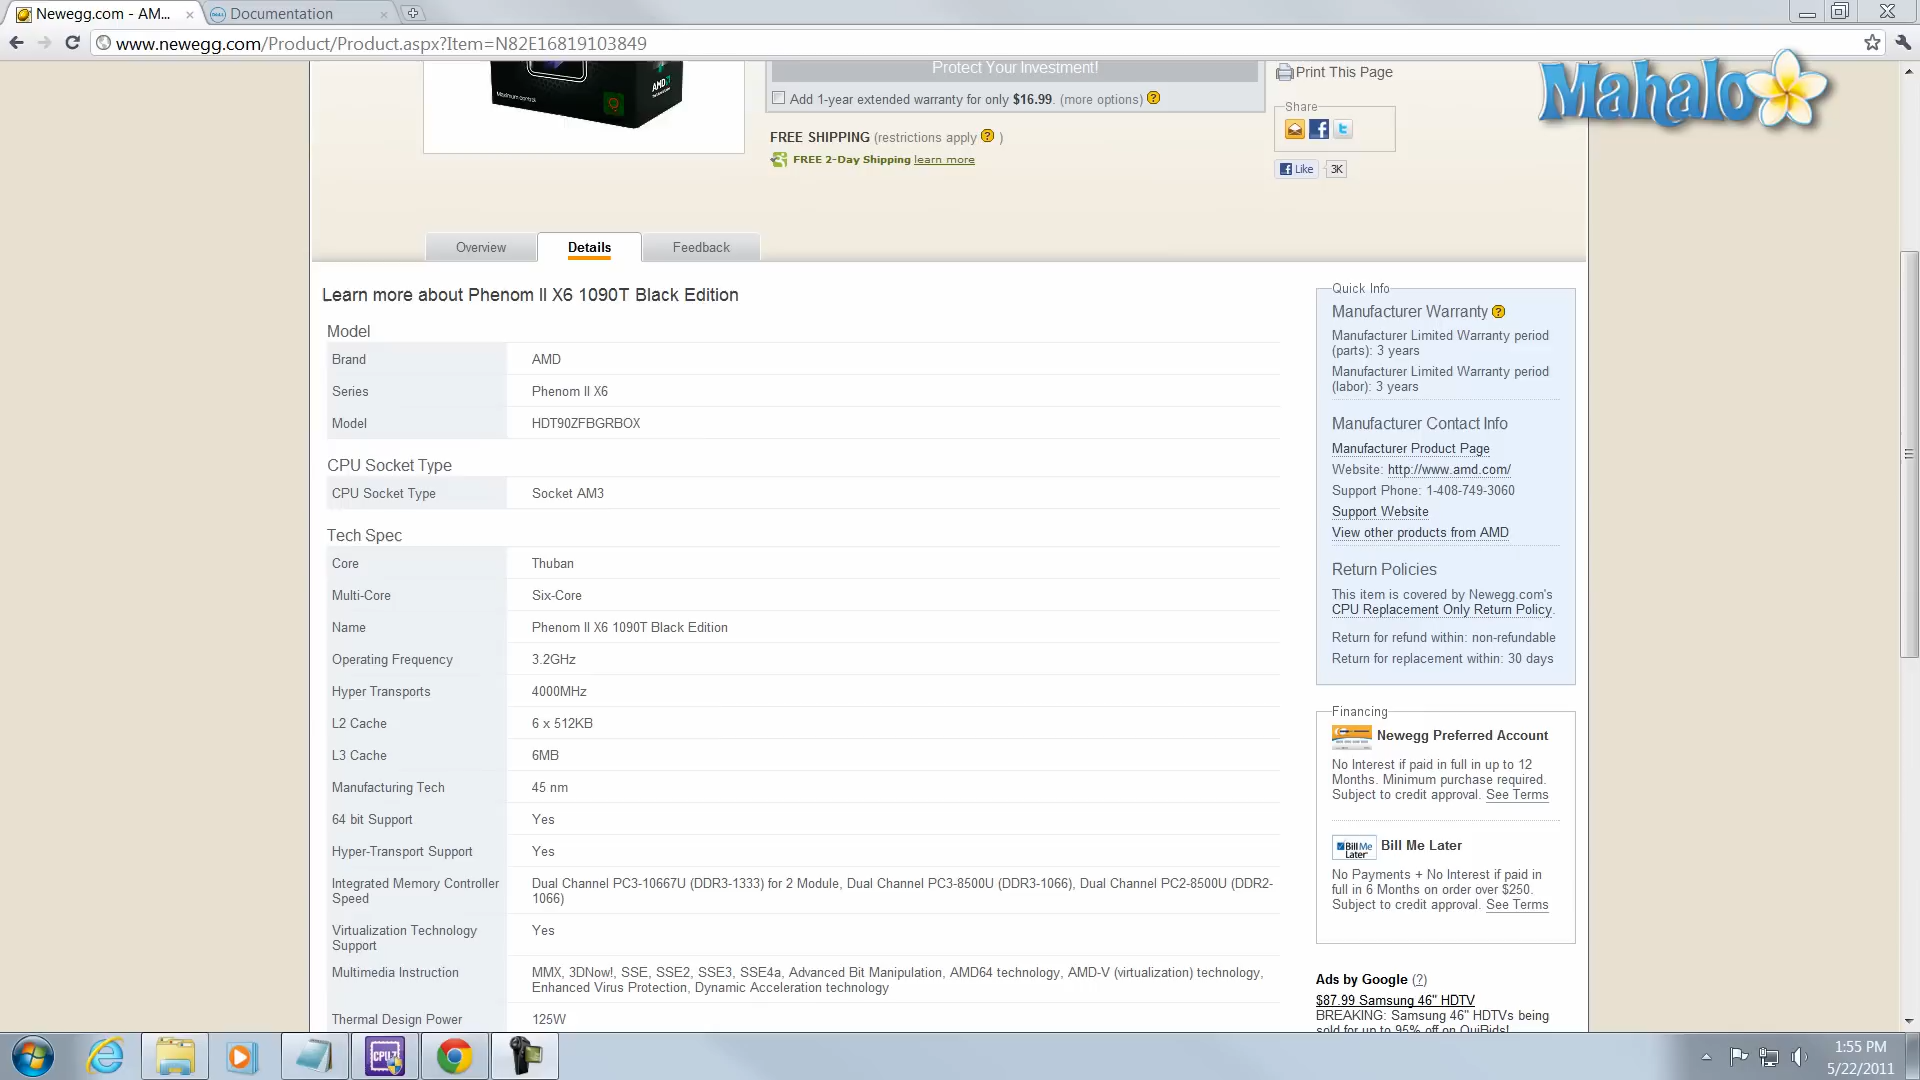 Newegg.com - AM...
Documentation
www.newegg.com/Product/Product.aspx?Item=N82E16819103849
Mahalo
Maximum control
AMD
Protect Your Investment!
Add 1-year extended warranty for only $16.99. (more options) ?
FREE SHIPPING (restrictions apply ? )
FREE 2-Day Shipping learn more
Print This Page
Share
Like 3K
Overview
Details
Feedback
Learn more about Phenom II X6 1090T Black Edition
Model
Brand AMD
Series Phenom II X6
Model HDT90ZFBGRBOX
CPU Socket Type
CPU Socket Type Socket AM3
Tech Spec
Core Thuban
Multi-Core Six-Core
Name Phenom II X6 1090T Black Edition
Operating Frequency 3.2GHz
Hyper Transports 4000MHz
L2 Cache 6 x 512KB
L3 Cache 6MB
Manufacturing Tech 45 nm
64 bit Support Yes
Hyper-Transport Support Yes
Integrated Memory Controller Speed Dual Channel PC3-10667U (DDR3-1333) for 2 Module, Dual Channel PC3-8500U (DDR3-1066), Dual Channel PC2-8500U (DDR2-
1066)
Virtualization Technology
Support Yes
Multimedia Instruction MMX, 3DNow!, SSE, SSE2, SSE3, SSE4a, Advanced Bit Manipulation, AMD64 technology, AMD-V (virtualization) technology,
Enhanced Virus Protection, Dynamic Acceleration technology
Thermal Design Power 125W
Quick Info
Manufacturer Warranty ?
Manufacturer Limited Warranty period
(parts): 3 years
Manufacturer Limited Warranty period
(labor): 3 years
Manufacturer Contact Info
Manufacturer Product Page
Website: http://www.amd.com/
Support Phone: 1-408-749-3060
Support Website
View other products from AMD
Return Policies
This item is covered by Newegg.com's
CPU Replacement Only Return Policy.
Return for refund within: non-refundable
Return for replacement within: 30 days
Financing
Newegg Preferred Account
No Interest if paid in full in up to 12
Months. Minimum purchase required.
Subject to credit approval. See Terms
Bill Me Later
Bill Me Later
No Payments + No Interest if paid in
full in 6 Months on order over $250.
Subject to credit approval. See Terms
Ads by Google (?)
$87.99 Samsung 46" HDTV
BREAKING: Samsung 46" HDTVs being
sold for up to 95% off on QuiBids!
1:55 PM
5/22/2011